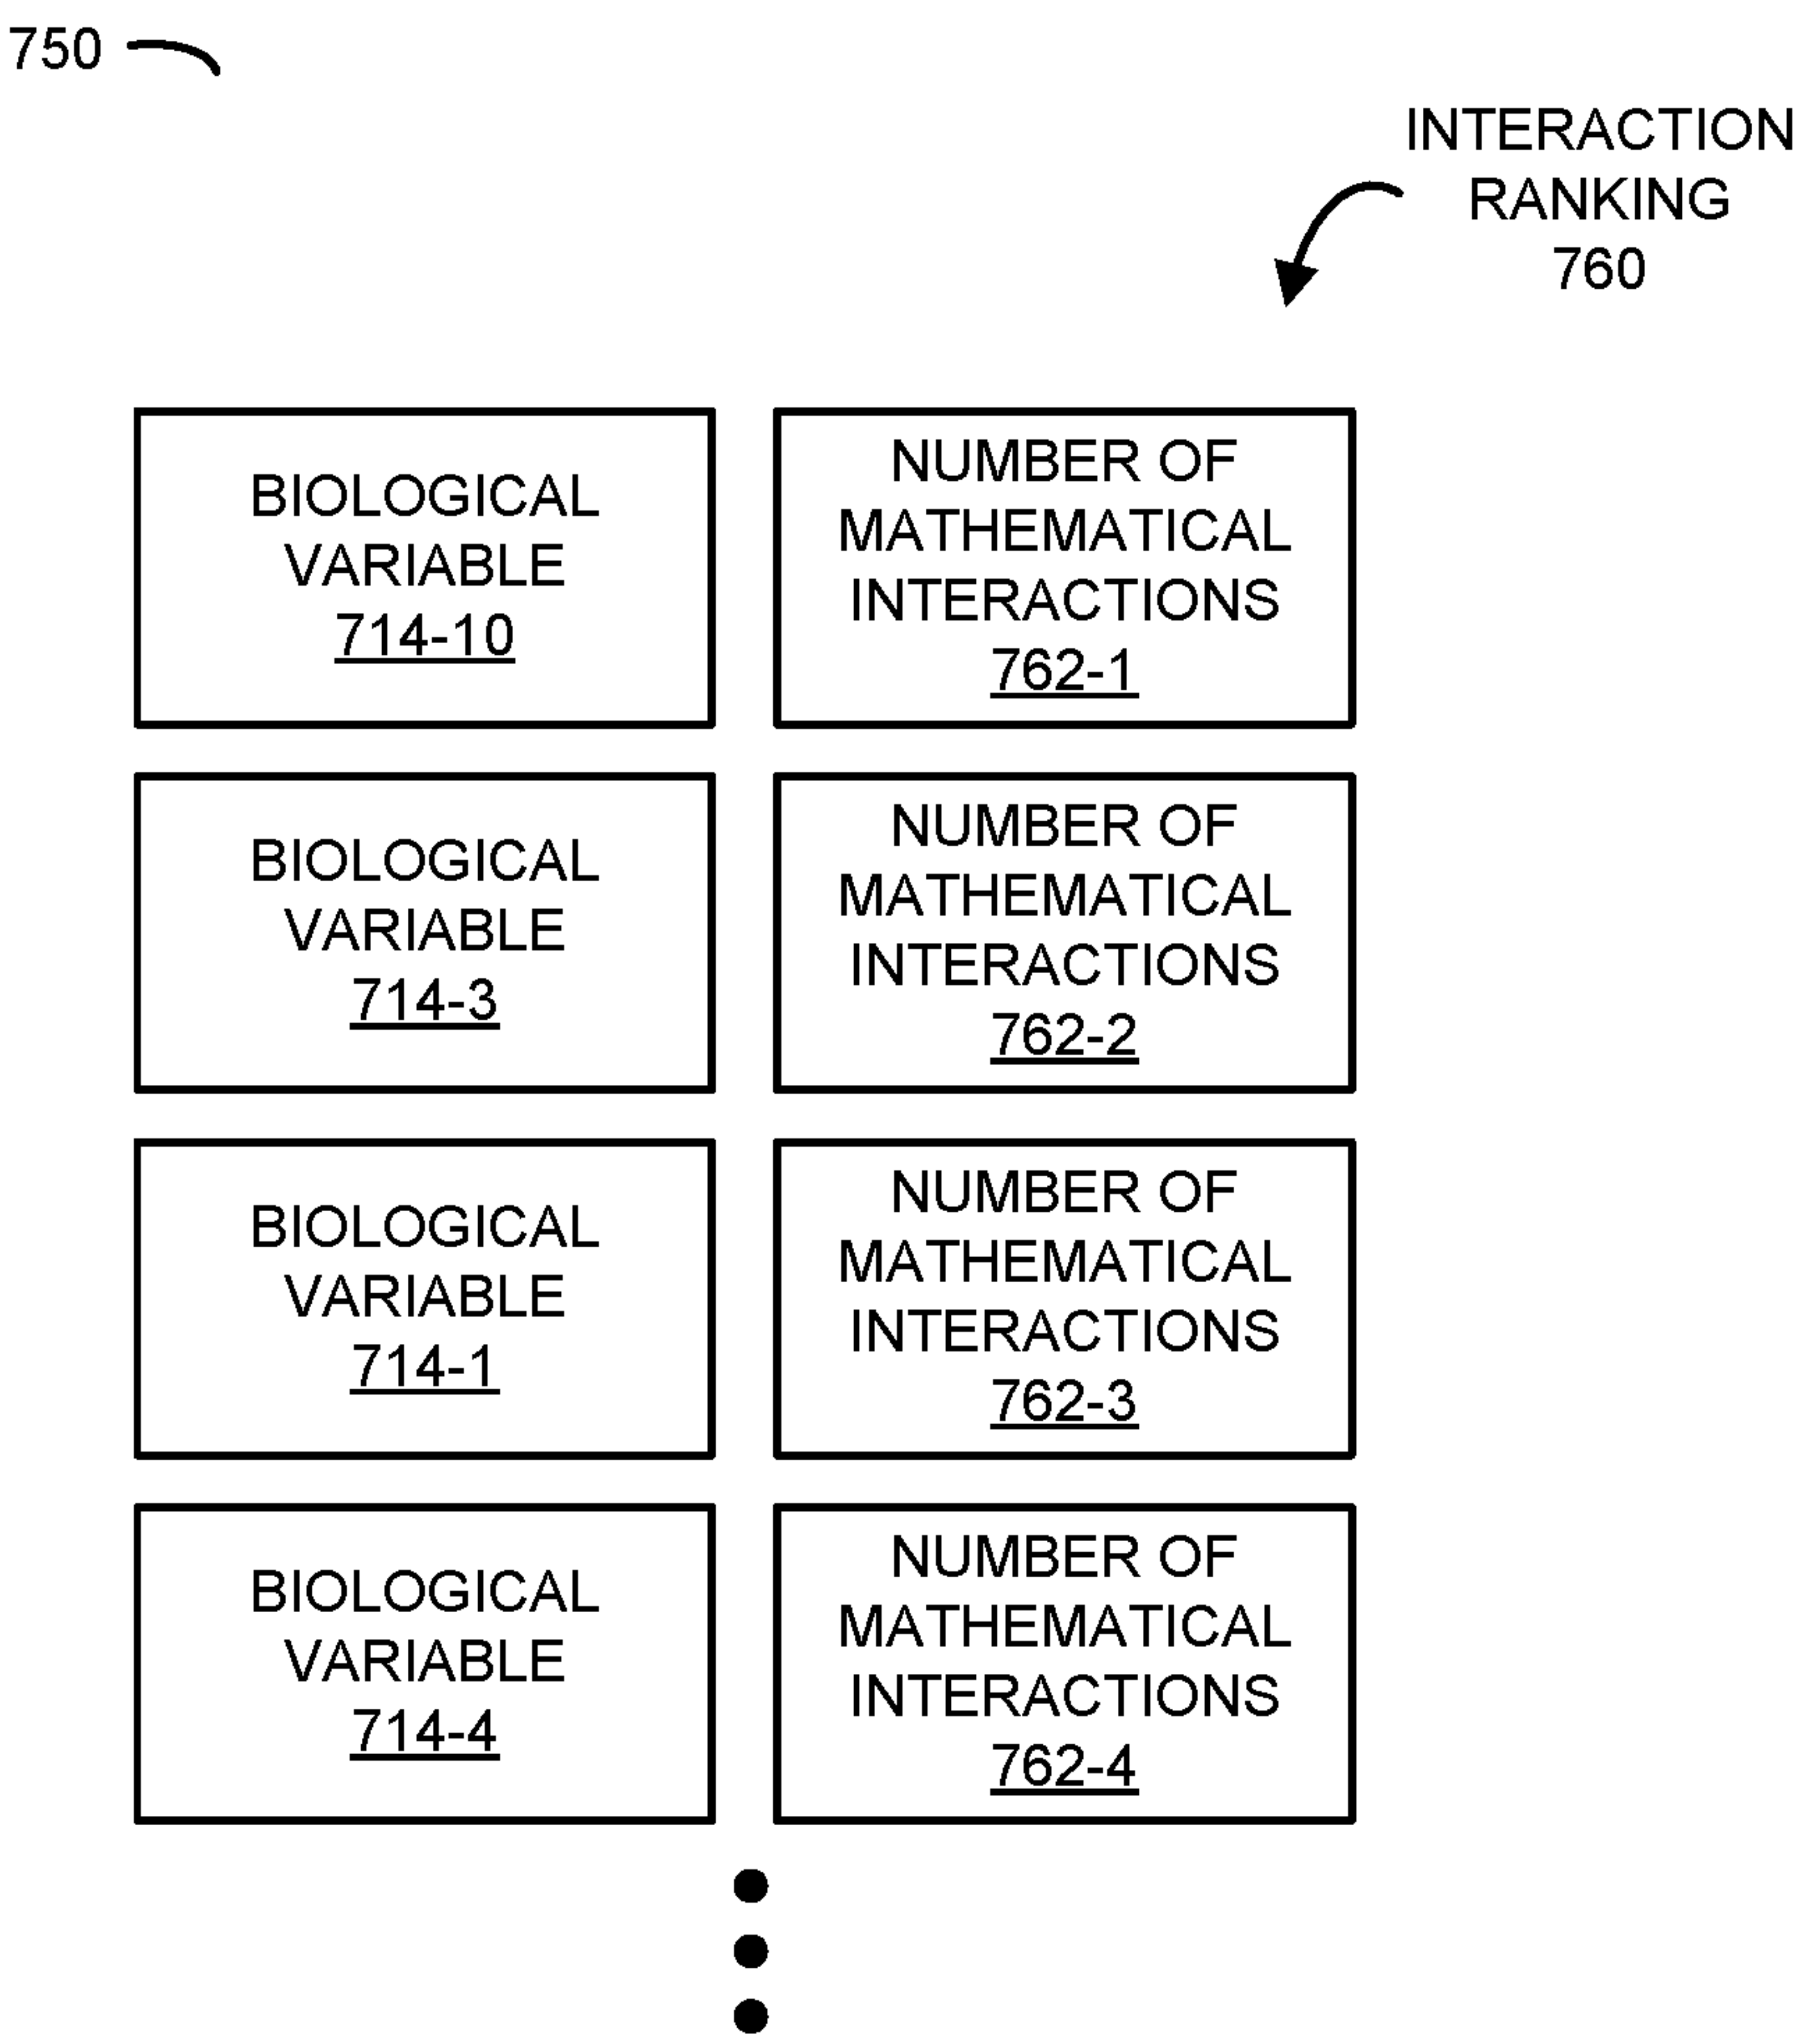 750
INTERACTION
RANKING
760
BIOLOGICAL
VARIABLE
714-10
NUMBER OF
MATHEMATICAL
INTERACTIONS
762-1
BIOLOGICAL
VARIABLE
714-3
NUMBER OF
MATHEMATICAL
INTERACTIONS
762-2
BIOLOGICAL
VARIABLE
714-1
NUMBER OF
MATHEMATICAL
INTERACTIONS
762-3
BIOLOGICAL
VARIABLE
714-4
NUMBER OF
MATHEMATICAL
INTERACTIONS
762-4